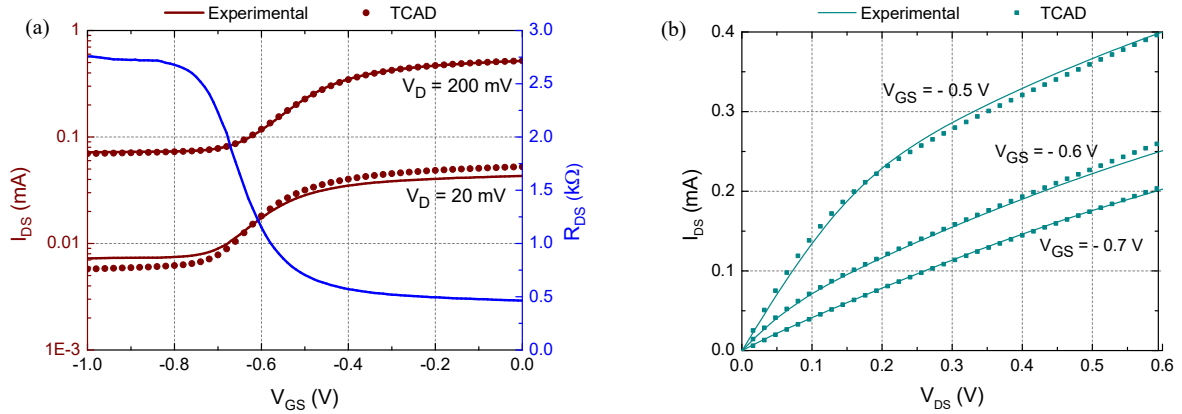 Experimental TCAD
(a)
1
0.1
0.01
1E-3
I_DS (mA)
V_D = 200 mV
V_D = 20 mV
3.0
2.5
2.0
1.5
1.0
0.5
0.0
R_DS (kΩ)
-1.0 -0.8 -0.6 -0.4 -0.2 0.0
V_GS (V)
Experimental TCAD
(b)
0.4
0.3
0.2
0.1
0.0
I_DS (mA)
V_GS = - 0.5 V
V_GS = - 0.6 V
V_GS = - 0.7 V
0.0 0.1 0.2 0.3 0.4 0.5 0.6
V_DS (V)